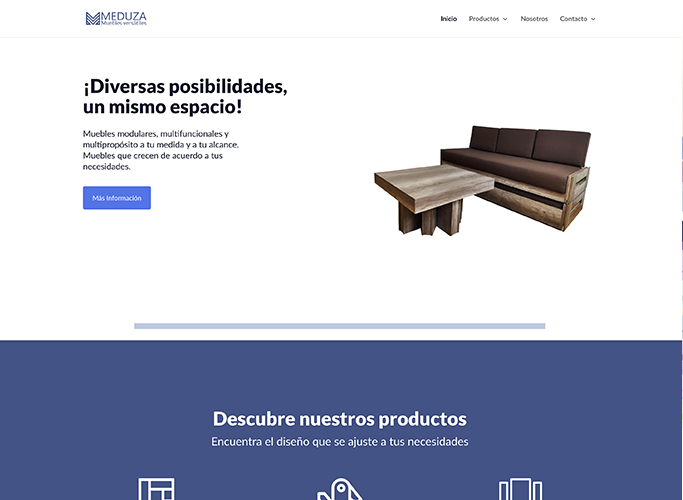 MEDUZA
Muebles versátiles
Inicio Productos Nosotros Contacto
¡Diversas posibilidades,
un mismo espacio!
Muebles modulares, multifuncionales y
multipropósito a tu medida y a tu alcance.
Muebles que crecen de acuerdo a tus
necesidades.
Más Información
Descubre nuestros productos
Encuentra el diseño que se ajuste a tus necesidades